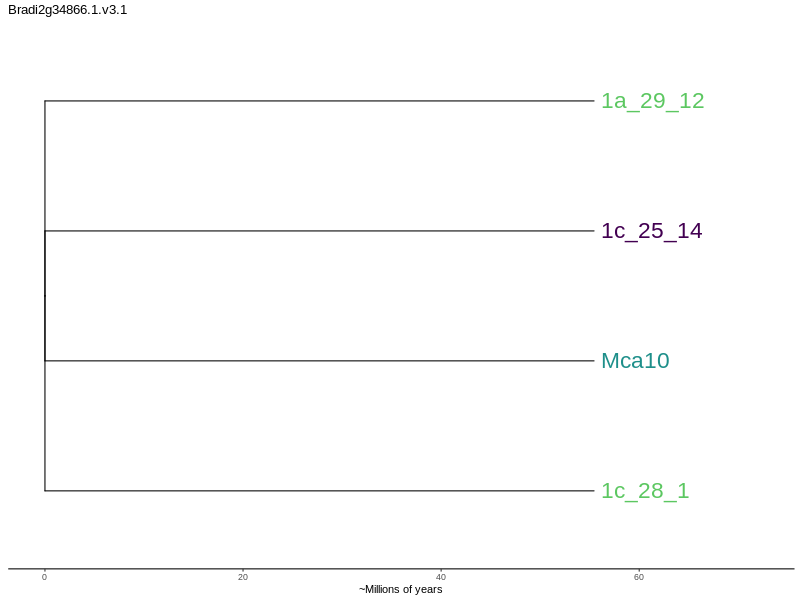 Bradi2g34866.1.v3.1
1a_29_12
1c_25_14
Mca10
1c_28_1
0 20 40 60
~Millions of years